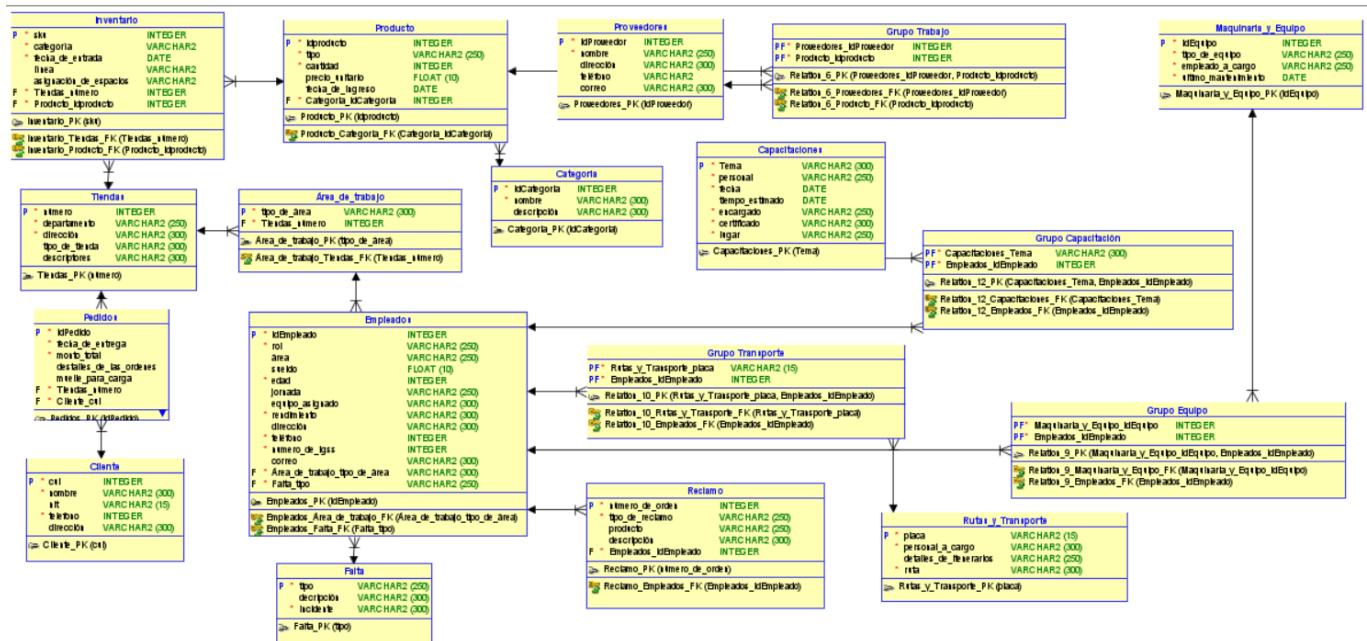 Inventario
P * sku INTEGER
* categoria VARCHAR2
* fecha_de_entrada DATE
linea VARCHAR2
asignación_de_espacios VARCHAR2
F * Tiendas_número INTEGER
F * Producto_idproducto INTEGER
Inventario_PK (sku)
Inventario_Tiendas_FK (Tiendas_número)
Inventario_Producto_FK (Producto_idproducto)
Producto
P * idproducto INTEGER
* tipo VARCHAR2 (250)
* cantidad INTEGER
precio_unitario FLOAT (10)
fecha_de_ingreso DATE
F * Categoria_idCategoria INTEGER
Producto_PK (idproducto)
Producto_Categoria_FK (Categoria_idCategoria)
Proveedores
P * idProveedor INTEGER
* nombre VARCHAR2 (250)
dirección VARCHAR2 (300)
teléfono VARCHAR2
correo VARCHAR2 (300)
Proveedores_PK (idProveedor)
Grupo Trabajo
PF* Proveedores_idProveedor INTEGER
PF* Producto_idproducto INTEGER
Relation_6_PK (Proveedores_idProveedor, Producto_idproducto)
Relation_6_Proveedores_FK (Proveedores_idProveedor)
Relation_6_Producto_FK (Producto_idproducto)
Maquinaria_y_Equipo
P * idEquipo INTEGER
* tipo_de_equipo VARCHAR2 (250)
* empleado_a_cargo VARCHAR2 (250)
* ultimo_mantenimiento DATE
Maquinaria_y_Equipo_PK (idEquipo)
Categoria
P * idCategoria INTEGER
* nombre VARCHAR2 (300)
descripción VARCHAR2 (300)
Categoria_PK (idCategoria)
Capacitaciones
P * Tema VARCHAR2 (300)
* personal VARCHAR2 (250)
* fecha DATE
tiempo_estimado DATE
* encargado VARCHAR2 (250)
* certificado VARCHAR2 (300)
* lugar VARCHAR2 (250)
Capacitaciones_PK (Tema)
Tiendas
P * número INTEGER
* departamento VARCHAR2 (250)
* dirección VARCHAR2 (300)
tipo_de_tienda VARCHAR2 (300)
descriptores VARCHAR2 (300)
Tiendas_PK (número)
Área_de_trabajo
P * tipo_de_área VARCHAR2 (300)
F * Tiendas_número INTEGER
Área_de_trabajo_PK (tipo_de_área)
Área_de_trabajo_Tiendas_FK (Tiendas_número)
Grupo Capacitación
PF* Capacitaciones_Tema VARCHAR2 (300)
PF* Empleados_idEmpleado INTEGER
Relation_12_PK (Capacitaciones_Tema, Empleados_idEmpleado)
Relation_12_Capacitaciones_FK (Capacitaciones_Tema)
Relation_12_Empleados_FK (Empleados_idEmpleado)
Pedidos
P * idPedido
* fecha_de_entrega
* monto_total
destalles_de_las_ordenes
muelle_para_carga
F * Tiendas_número
F * Cliente_cui
Pedidos_PK (idPedido)
Empleados
P * idEmpleado INTEGER
* rol VARCHAR2 (250)
área VARCHAR2 (250)
sueldo FLOAT (10)
* edad INTEGER
jornada VARCHAR2 (250)
equipo_asignado VARCHAR2 (300)
* rendimiento VARCHAR2 (300)
dirección VARCHAR2 (300)
* teléfono INTEGER
* numero_de_igss INTEGER
correo VARCHAR2 (300)
F * Área_de_trabajo_tipo_de_área VARCHAR2 (300)
F * Falta_tipo VARCHAR2 (250)
Empleados_PK (idEmpleado)
Empleados_Área_de_trabajo_FK (Área_de_trabajo_tipo_de_área)
Empleados_Falta_FK (Falta_tipo)
Grupo Transporte
PF* Rutas_y_Transporte_placa VARCHAR2 (15)
PF* Empleados_idEmpleado INTEGER
Relation_10_PK (Rutas_y_Transporte_placa, Empleados_idEmpleado)
Relation_10_Rutas_y_Transporte_FK (Rutas_y_Transporte_placa)
Relation_10_Empleados_FK (Empleados_idEmpleado)
Grupo Equipo
PF* Maquinaria_y_Equipo_idEquipo INTEGER
PF* Empleados_idEmpleado INTEGER
Relation_9_PK (Maquinaria_y_Equipo_idEquipo, Empleados_idEmpleado)
Relation_9_Maquinaria_y_Equipo_FK (Maquinaria_y_Equipo_idEquipo)
Relation_9_Empleados_FK (Empleados_idEmpleado)
Cliente
P * cui INTEGER
* nombre VARCHAR2 (300)
nit VARCHAR2 (15)
* teléfono INTEGER
dirección VARCHAR2 (300)
Cliente_PK (cui)
Reclamo
P * número_de_orden INTEGER
* tipo_de_reclamo VARCHAR2 (250)
producto VARCHAR2 (250)
descripción VARCHAR2 (300)
F * Empleados_idEmpleado INTEGER
Reclamo_PK (número_de_orden)
Reclamo_Empleados_FK (Empleados_idEmpleado)
Rutas_y_Transporte
P * placa VARCHAR2 (15)
* personal_a_cargo VARCHAR2 (300)
detalles_de_itenerarios VARCHAR2 (250)
* ruta VARCHAR2 (300)
Rutas_y_Transporte_PK (placa)
Falta
P * tipo VARCHAR2 (250)
decripción VARCHAR2 (300)
* incidente VARCHAR2 (300)
Falta_PK (tipo)